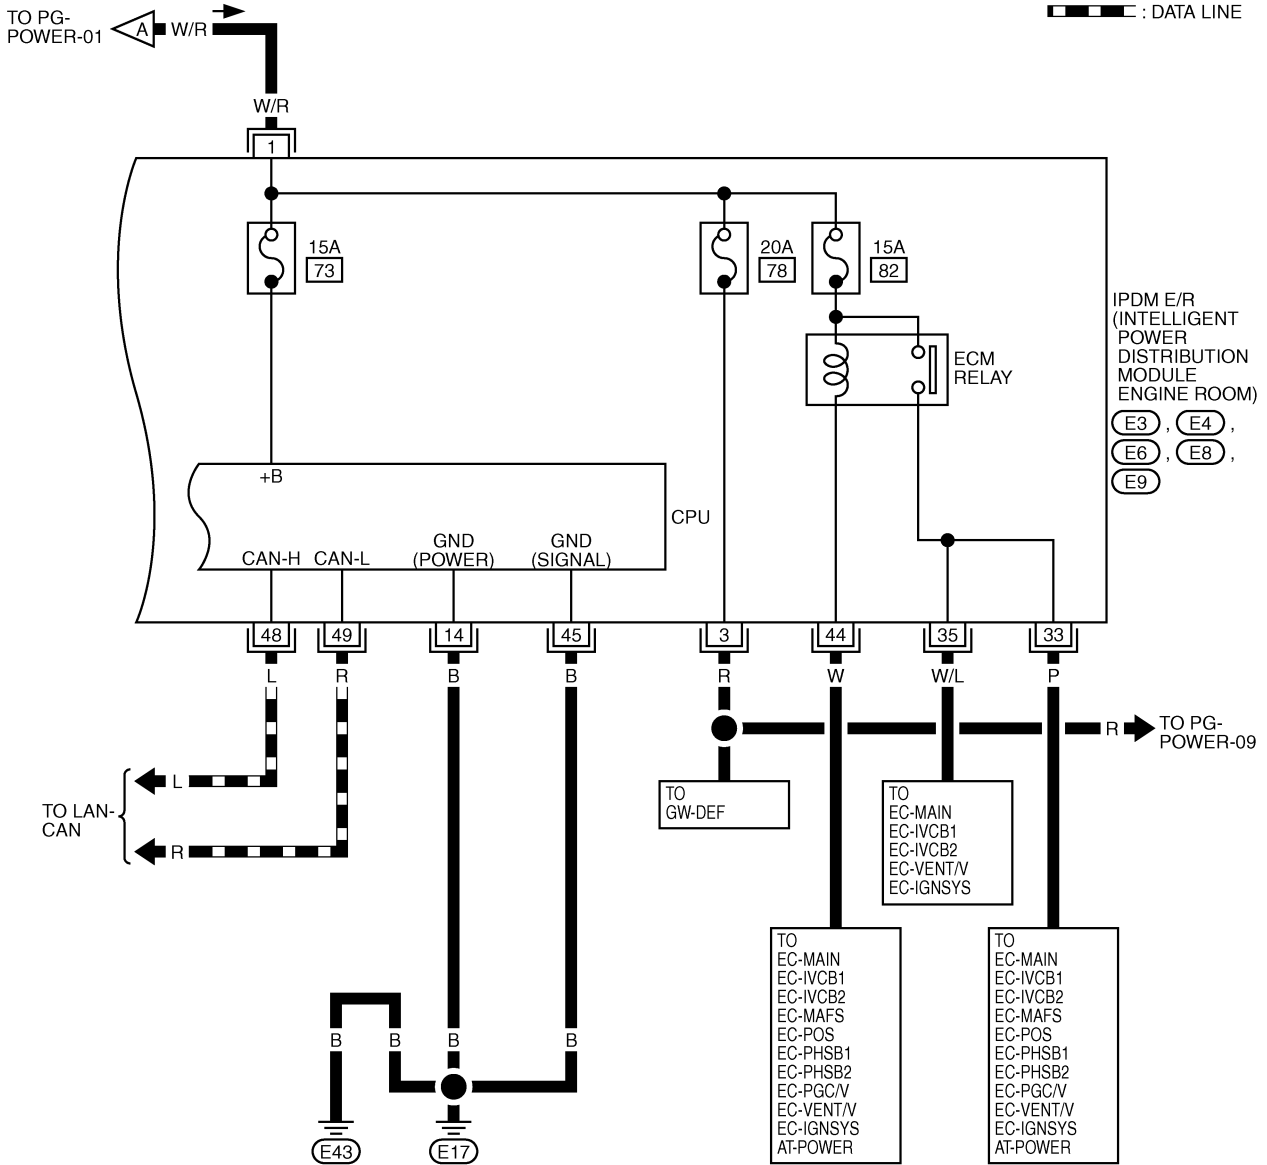 TO PG-
POWER-01
A
W/R
: DATA LINE
W/R
1
15A
73
20A
78
15A
82
ECM
RELAY
IPDM E/R
(INTELLIGENT
POWER
DISTRIBUTION
MODULE
ENGINE ROOM)
E3 , E4 ,
E6 , E8 ,
E9
+B
CPU
CAN-H
CAN-L
GND
(POWER)
GND
(SIGNAL)
48
49
14
45
3
44
35
33
L
R
B
B
R
W
W/L
P
R
TO PG-
POWER-09
L
R
TO LAN-
CAN
TO
GW-DEF
TO
EC-MAIN
EC-IVCB1
EC-IVCB2
EC-VENT/V
EC-IGNSYS
TO
EC-MAIN
EC-IVCB1
EC-IVCB2
EC-MAFS
EC-POS
EC-PHSB1
EC-PHSB2
EC-PGC/V
EC-VENT/V
EC-IGNSYS
AT-POWER
TO
EC-MAIN
EC-IVCB1
EC-IVCB2
EC-MAFS
EC-POS
EC-PHSB1
EC-PHSB2
EC-PGC/V
EC-VENT/V
EC-IGNSYS
AT-POWER
B
B
B
B
E43
E17